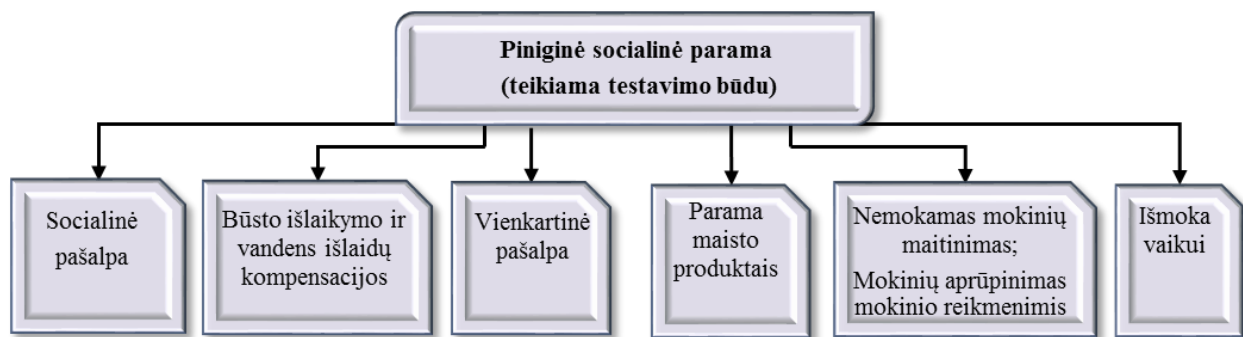 Piniginė socialinė parama
(teikiama testavimo būdu)
Socialinė
pašalpa
Būsto išlaikymo ir
vandens išlaidų
kompensacijos
Vienkartinė
pašalpa
Parama
maisto
produktais
Nemokamas mokinių
maitinimas;
Mokinių aprūpinimas
mokinio reikmenimis
Išmoka
vaikui